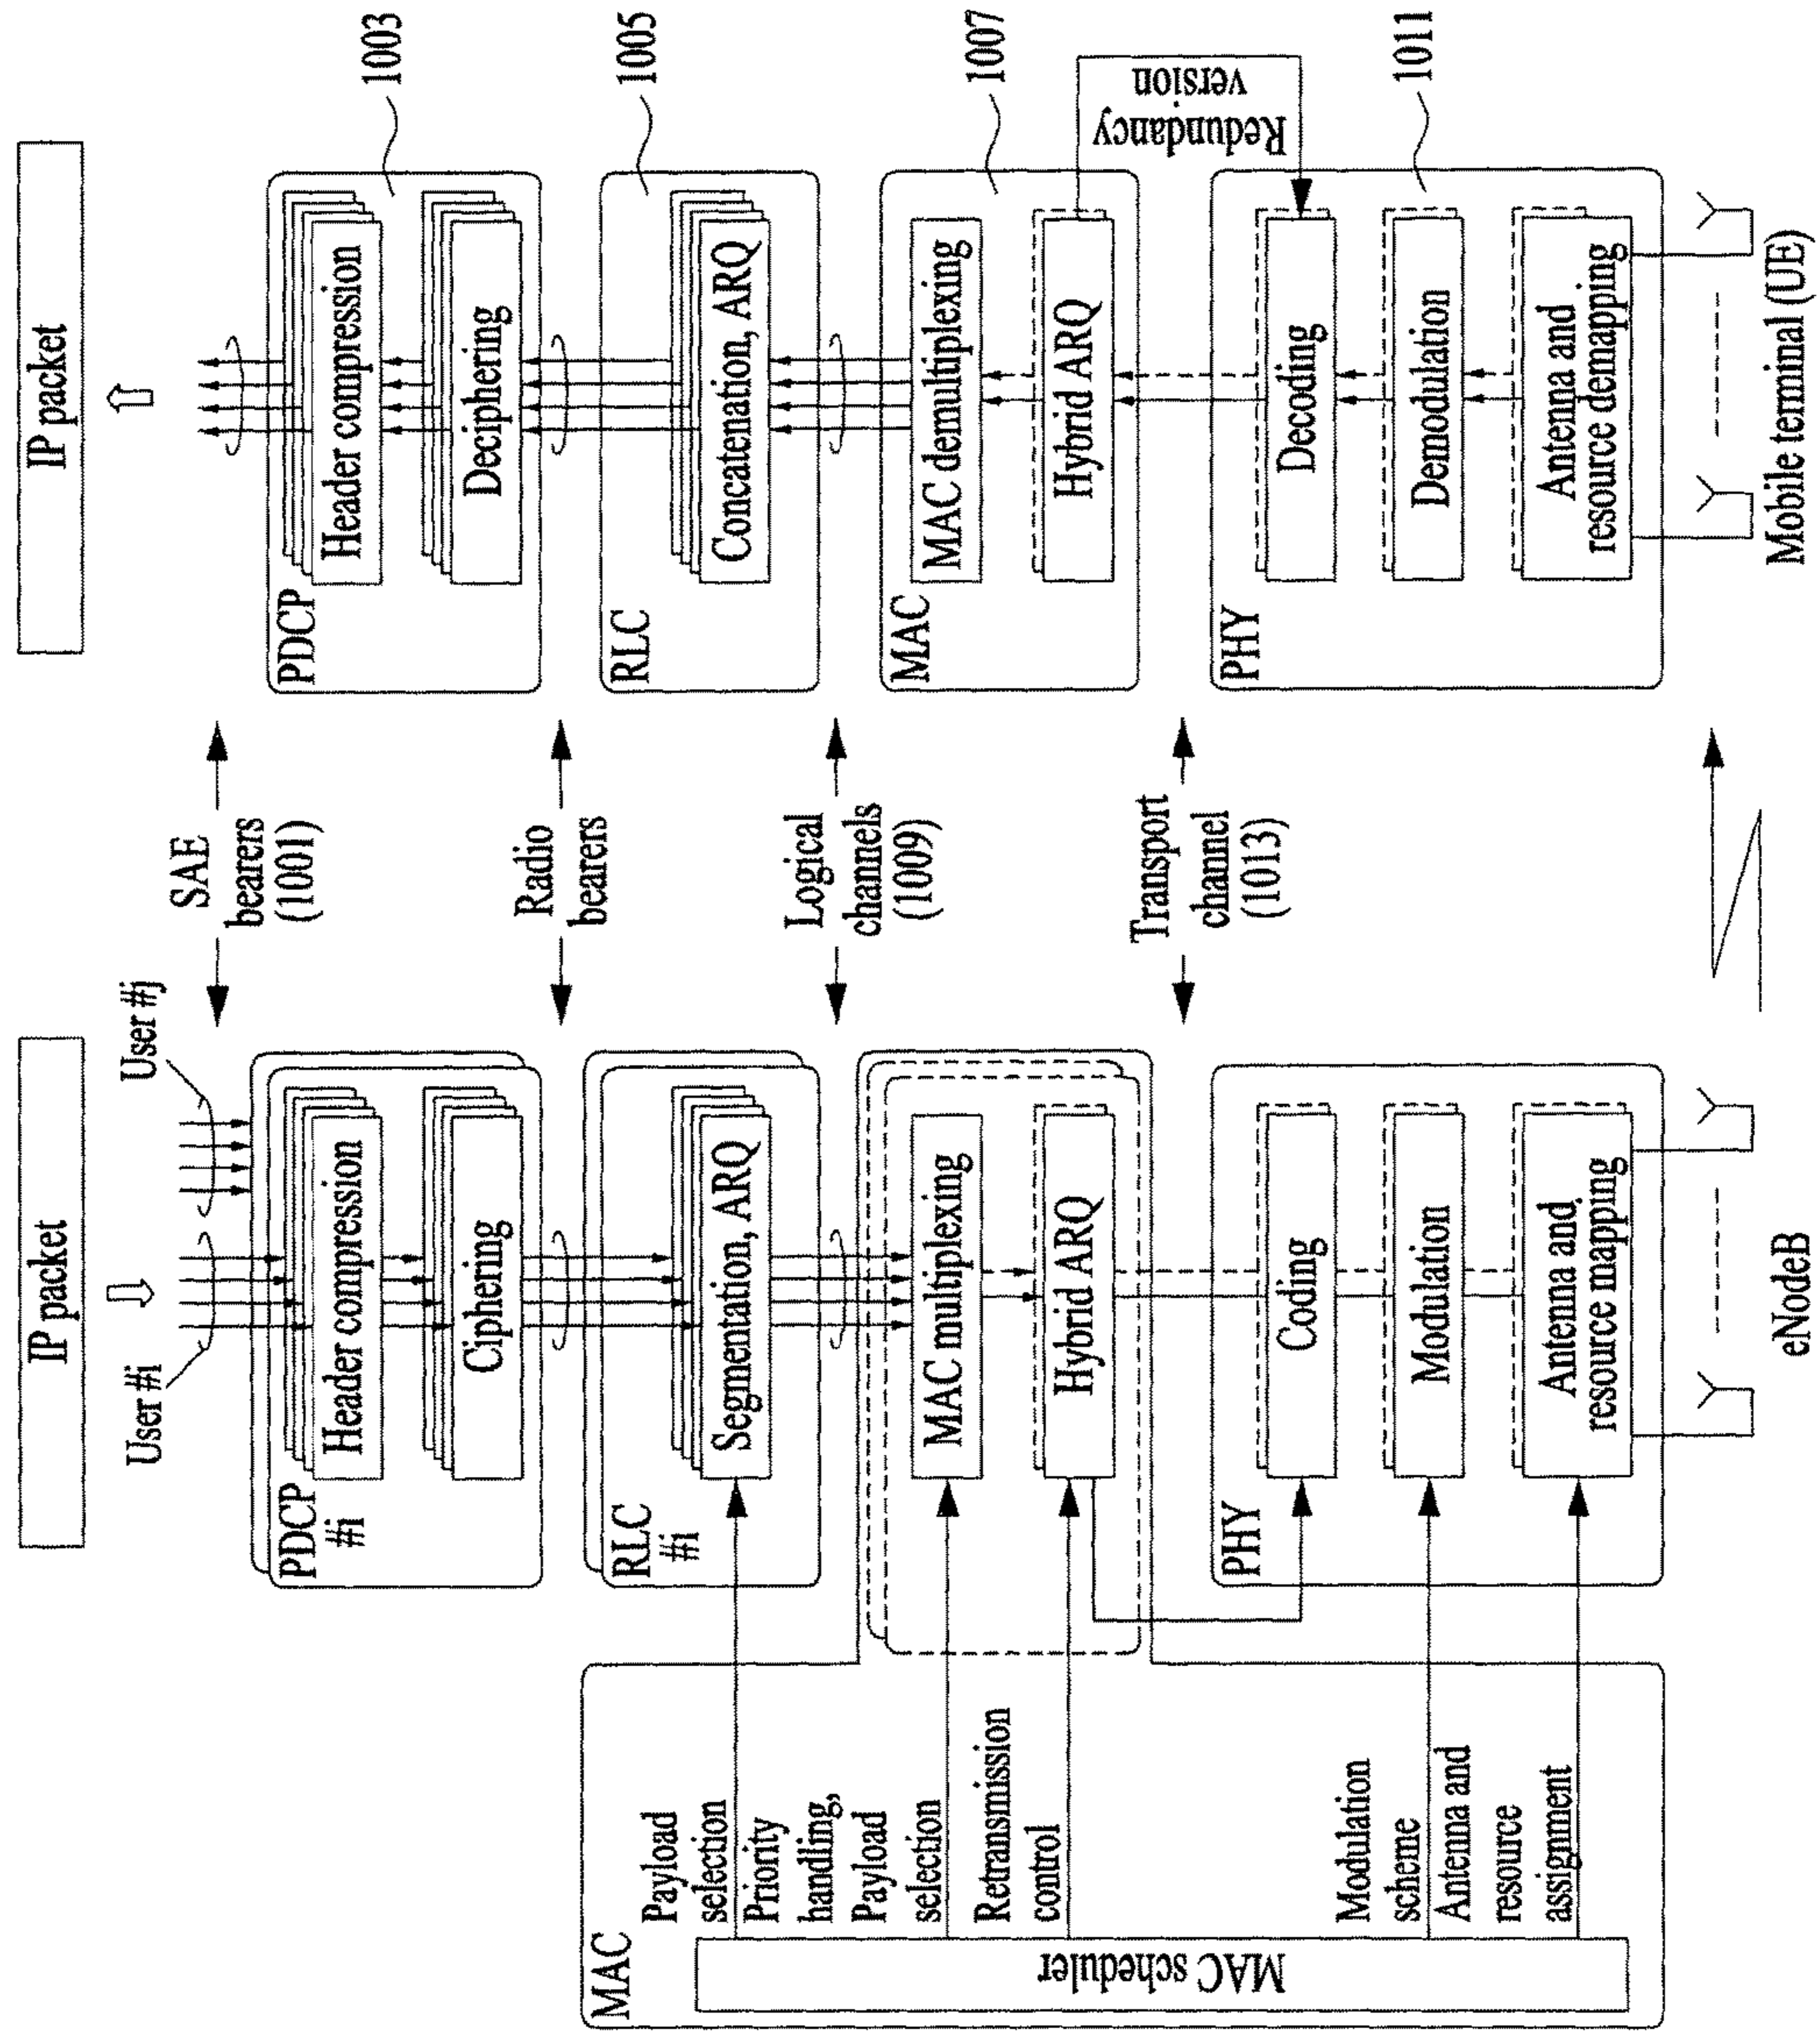 IP packet
User #i
User #j
PDCP
#i
Header compression
Ciphering
RLC
#i
Segmentation, ARQ
MAC
MAC scheduler
Payload
selection
Priority
handling,
Payload
selection
Retransmission
control
Modulation
scheme
Antenna and
resource
assignment
MAC multiplexing
Hybrid ARQ
PHY
Coding
Modulation
Antenna and
resource mapping
eNodeB
SAE
bearers
(1001)
Radio
bearers
Logical
channels
(1009)
Transport
channel
(1013)
IP packet
PDCP
Header compression
Deciphering
1003
RLC
Concatenation, ARQ
1005
MAC
MAC demultiplexing
Hybrid ARQ
1007
Redundancy
version
PHY
Decoding
Demodulation
Antenna and
resource demapping
1011
Mobile terminal (UE)